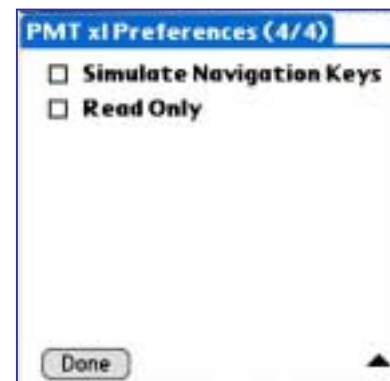 PMT xl Preferences (4/4)
Simulate Navigation Keys
Read Only
Done